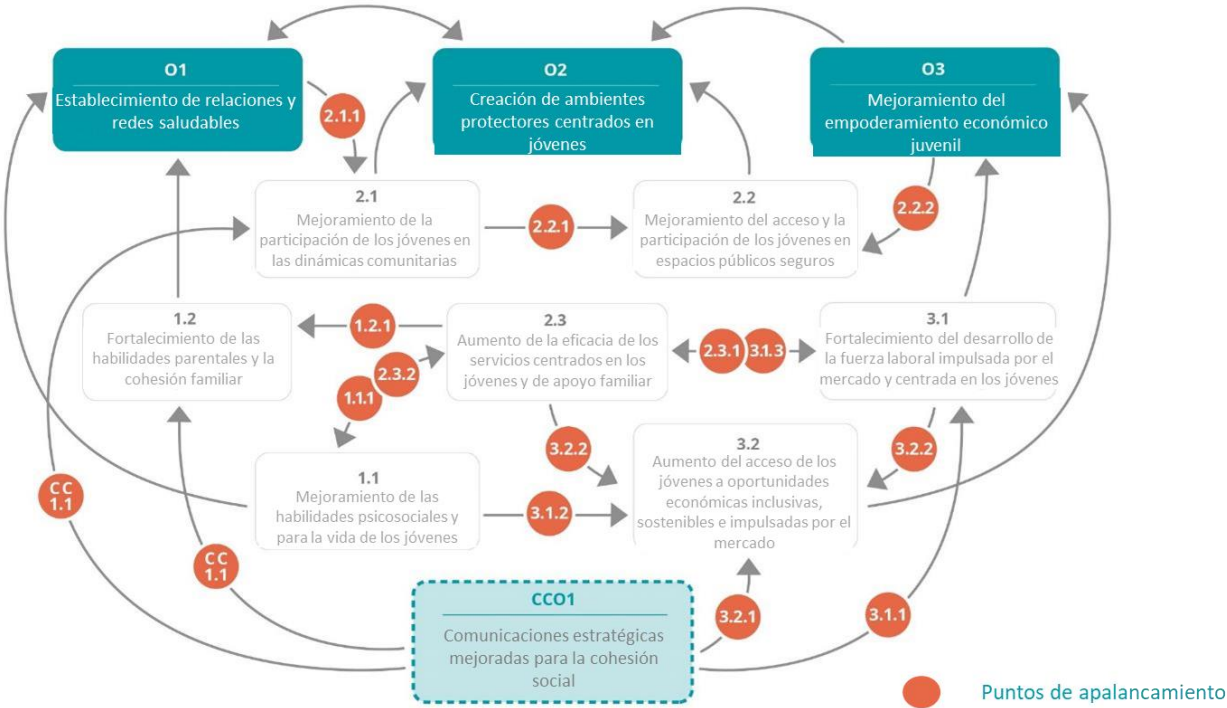 O1
Establecimiento de relaciones y
redes saludables
O2
Creación de ambientes
protectores centrados en
jóvenes
O3
Mejoramiento del
empoderamiento económico
juvenil
2.1.1
2.1
Mejoramiento de la
participación de los jóvenes en
las dinámicas comunitarias
2.2.1
2.2
Mejoramiento del acceso y la
participación de los jóvenes en
espacios públicos seguros
2.2.2
1.2
Fortalecimiento de las
habilidades parentales y la
cohesión familiar
1.2.1
2.3.2
1.1.1
2.3
Aumento de la eficacia de los
servicios centrados en los
jóvenes y de apoyo familiar
2.3.1
3.1.3
3.1
Fortalecimiento del desarrollo de
la fuerza laboral impulsada por el
mercado y centrada en los jóvenes
3.2.2
3.2.2
CC
1.1
1.1
Mejoramiento de las
habilidades psicosociales y
para la vida de los jóvenes
3.1.2
3.2
Aumento del acceso de los
jóvenes a oportunidades
económicas inclusivas,
sostenibles e impulsadas por el
mercado
CC
1.1
CCO1
Comunicaciones estratégicas
mejoradas para la cohesión
social
3.2.1
3.1.1
Puntos de apalancamiento